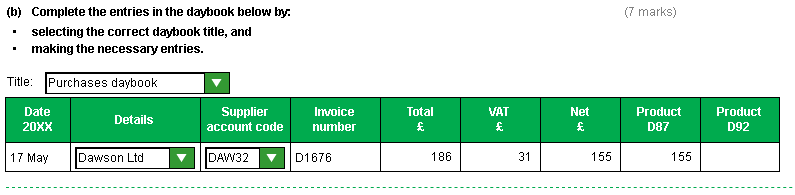 (b) Complete the entries in the daybook below by: (7 marks)
• selecting the correct daybook title, and
• making the necessary entries.
Title: Purchases daybook
Date 20XX Details Supplier account code Invoice number Total £ VAT £ Net £ Product D87 Product D92
17 May Dawson Ltd DAW32 D1676 186 31 155 155